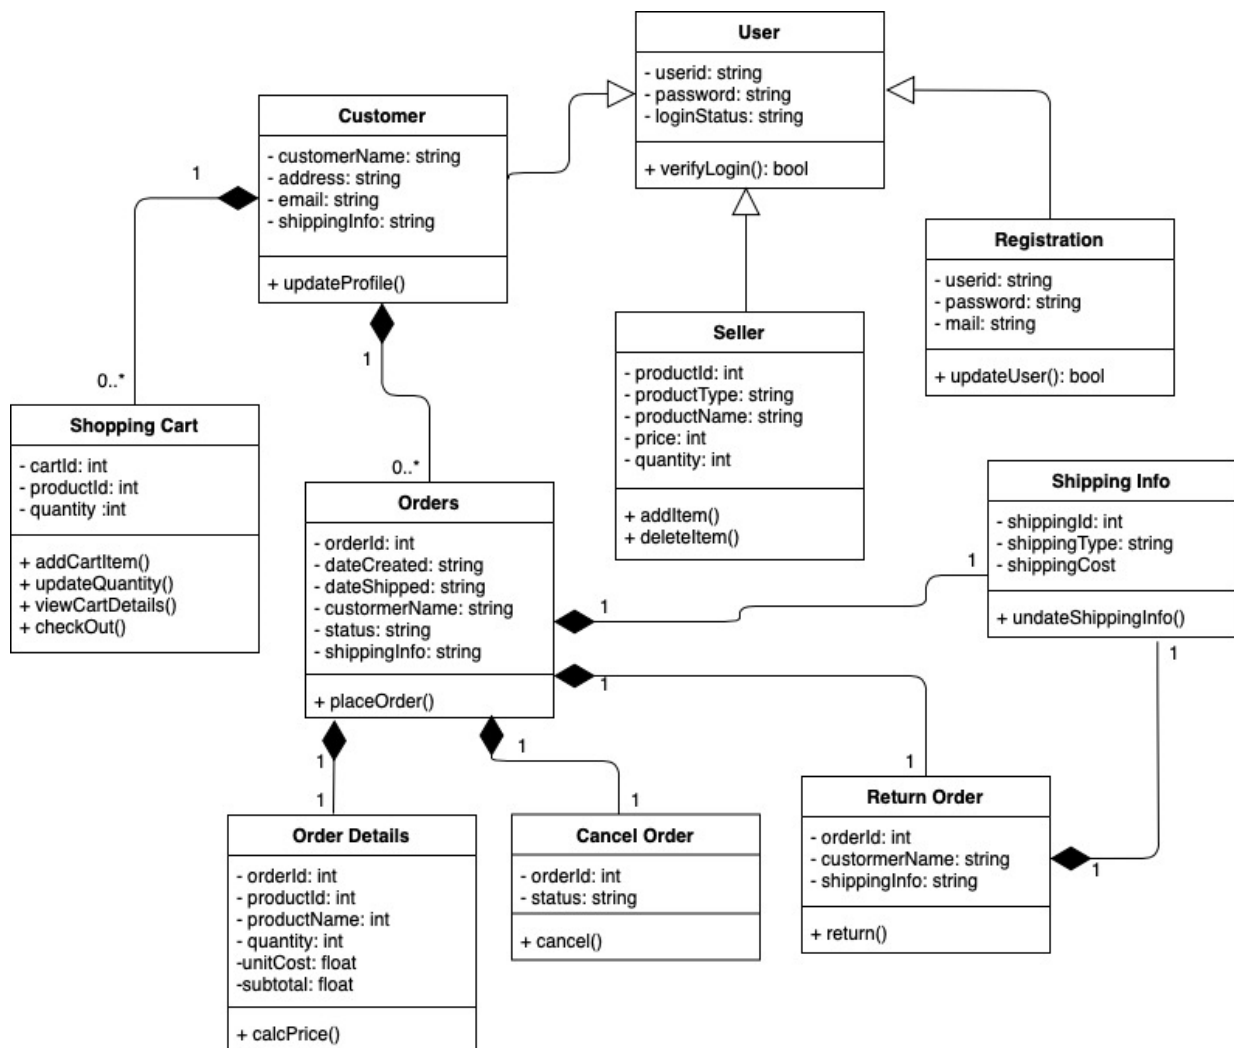 User
- userid: string
- password: string
- loginStatus: string
+ verifyLogin(): bool
Customer
- customerName: string
- address: string
- email: string
- shippingInfo: string
+ updateProfile()
1
1
0..*
0..*
Registration
- userid: string
- password: string
- mail: string
+ updateUser(): bool
Seller
- productId: int
- productType: string
- productName: string
- price: int
- quantity: int
+ addItem()
+ deleteItem()
Shopping Cart
- cartId: int
- productId: int
- quantity :int
+ addCartItem()
+ updateQuantity()
+ viewCartDetails()
+ checkOut()
Orders
- orderId: int
- dateCreated: string
- dateShipped: string
- custormerName: string
- status: string
- shippingInfo: string
+ placeOrder()
1
1
1
1
Shipping Info
- shippingId: int
- shippingType: string
- shippingCost
+ undateShippingInfo()
1
1
1
1
1
1
Order Details
- orderId: int
- productId: int
- productName: int
- quantity: int
-unitCost: float
-subtotal: float
+ calcPrice()
Cancel Order
- orderId: int
- status: string
+ cancel()
Return Order
- orderId: int
- custormerName: string
- shippingInfo: string
+ return()